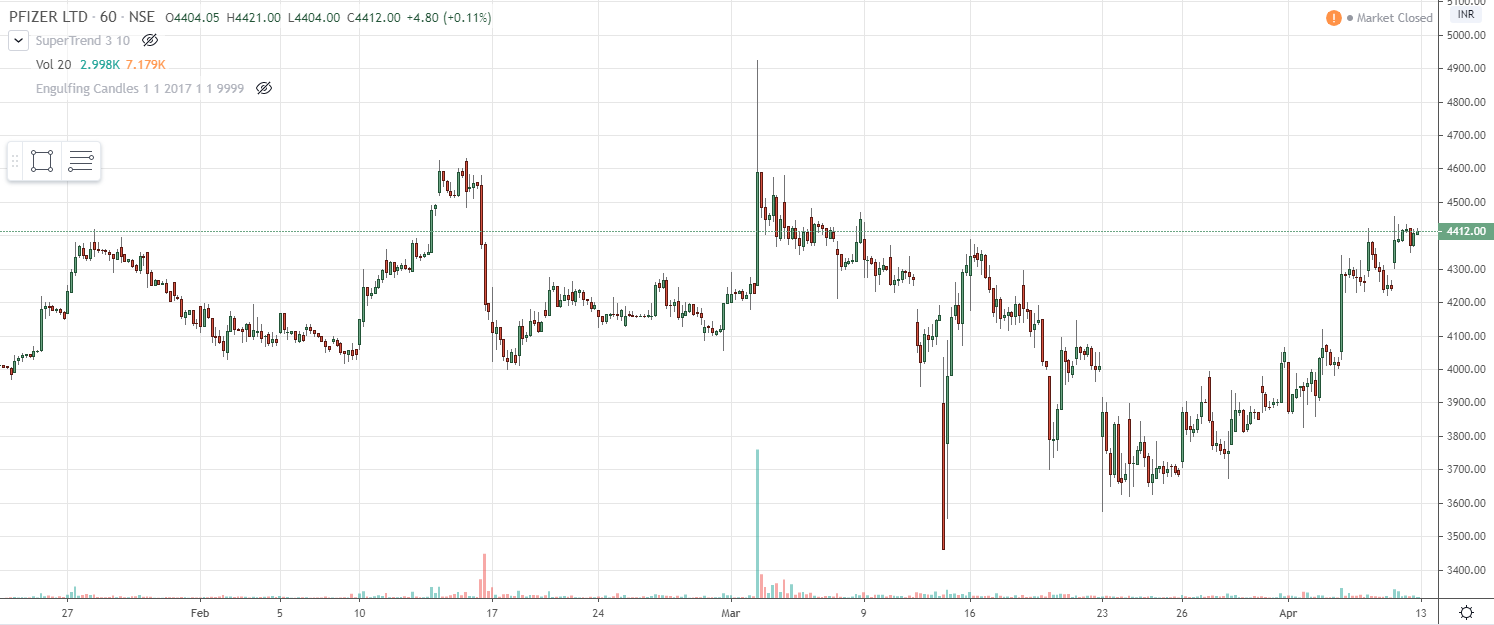 PFIZER LTD · 60 · NSE O4404.05 H4421.00 L4404.00 C4412.00 +4.80 (+0.11%)
! Market Closed
INR
SuperTrend 3 10
Vol 20 2.998K 7.179K
Engulfing Candles 1 1 2017 1 1 9999
5100.00
5000.00
4900.00
4800.00
4700.00
4600.00
4500.00
4412.00
4300.00
4200.00
4100.00
4000.00
3900.00
3800.00
3700.00
3600.00
3500.00
3400.00
27 Feb 5 10 17 24 Mar 9 16 23 26 Apr 13